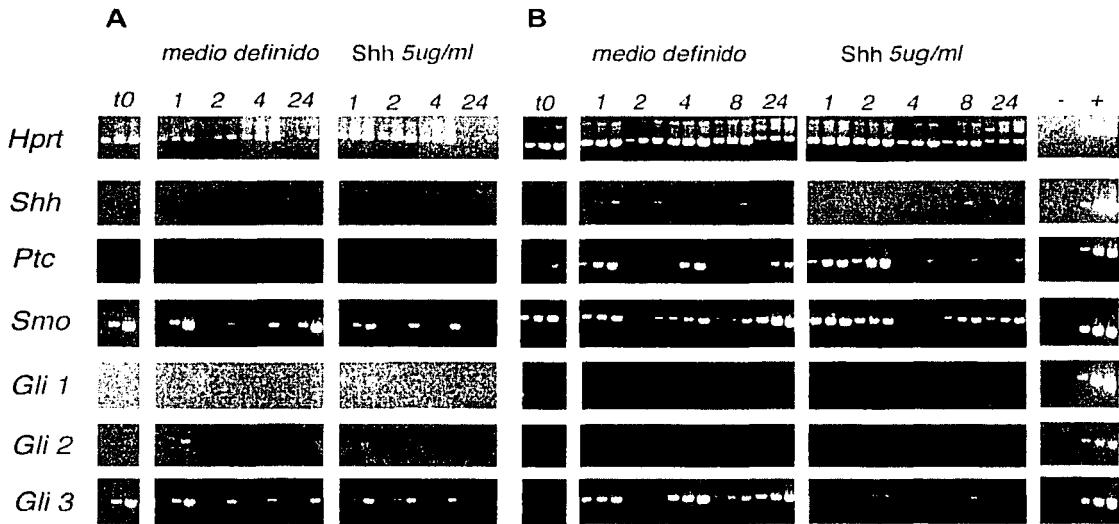 A B
medio definido Shh 5ug/ml medio definido Shh 5ug/ml
t0 1 2 4 24 1 2 4 24 t0 1 2 4 8 24 1 2 4 8 24 - +
Hprt
Shh
Ptc
Smo
Gli 1
Gli 2
Gli 3